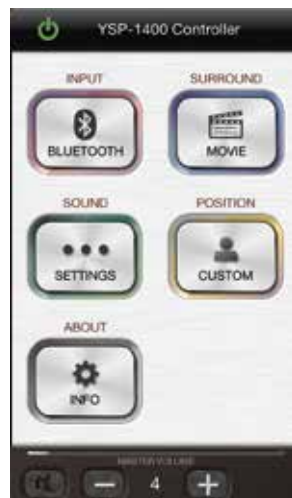 YSP-1400 Controller
INPUT
SURROUND
BLUETOOTH
MOVIE
SOUND
POSITION
SETTINGS
CUSTOM
ABOUT
INFO
MASTER VOLUME
4